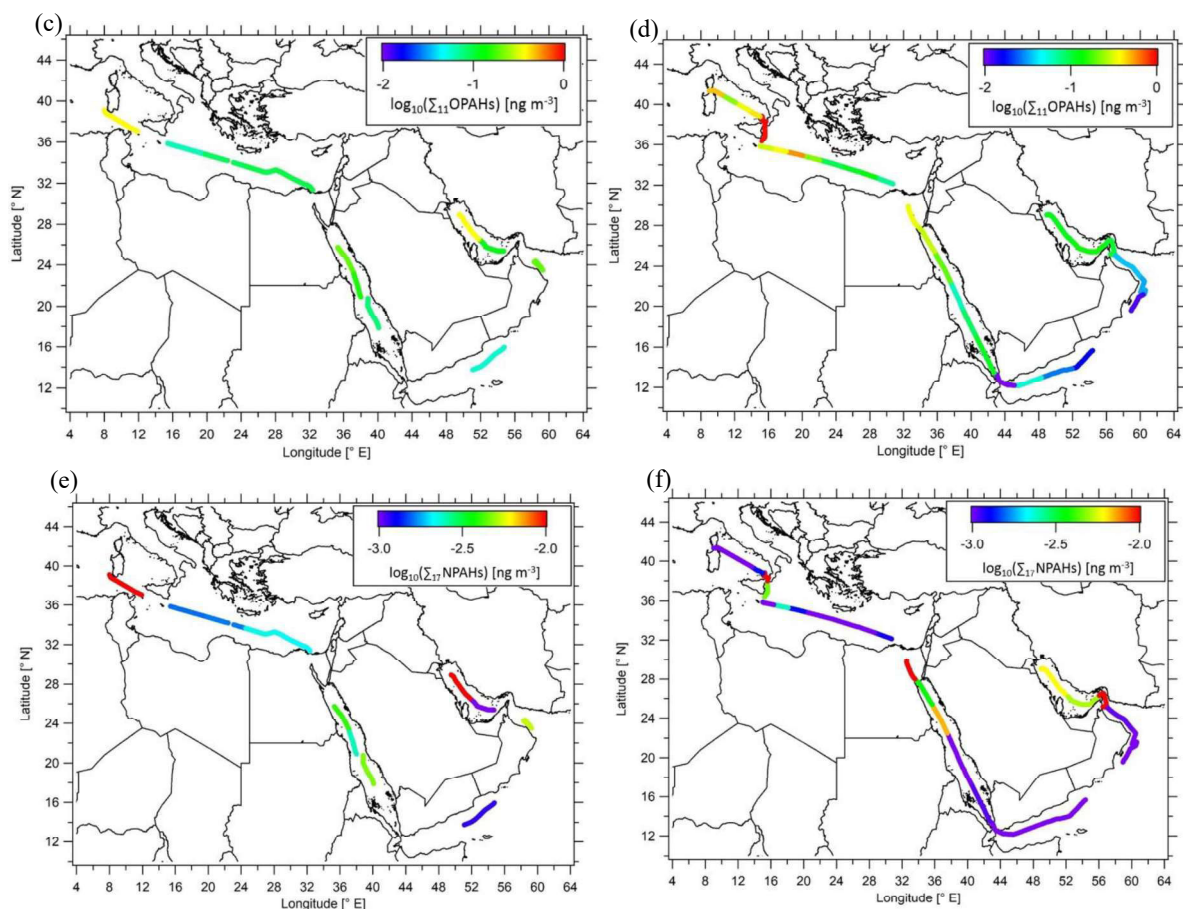 (c)
44
40
36
32
28
24
20
16
12
Latitude [° N]
4 8 12 16 20 24 28 32 36 40 44 48 52 56 60 64
Longitude [° E]
-2 -1 0
log₁₀(∑₁₁OPAHs) [ng m⁻³]
(d)
44
40
36
32
28
24
20
16
12
Latitude [° N]
4 8 12 16 20 24 28 32 36 40 44 48 52 56 60 64
Longitude [° E]
-2 -1 0
log₁₀(∑₁₁OPAHs) [ng m⁻³]
(e)
44
40
36
32
28
24
20
16
12
Latitude [° N]
4 8 12 16 20 24 28 32 36 40 44 48 52 56 60 64
Longitude [° E]
-3.0 -2.5 -2.0
log₁₀(∑₁₇NPAHs) [ng m⁻³]
(f)
44
40
36
32
28
24
20
16
12
Latitude [° N]
4 8 12 16 20 24 28 32 36 40 44 48 52 56 60 64
Longitude [° E]
-3.0 -2.5 -2.0
log₁₀(∑₁₇NPAHs) [ng m⁻³]